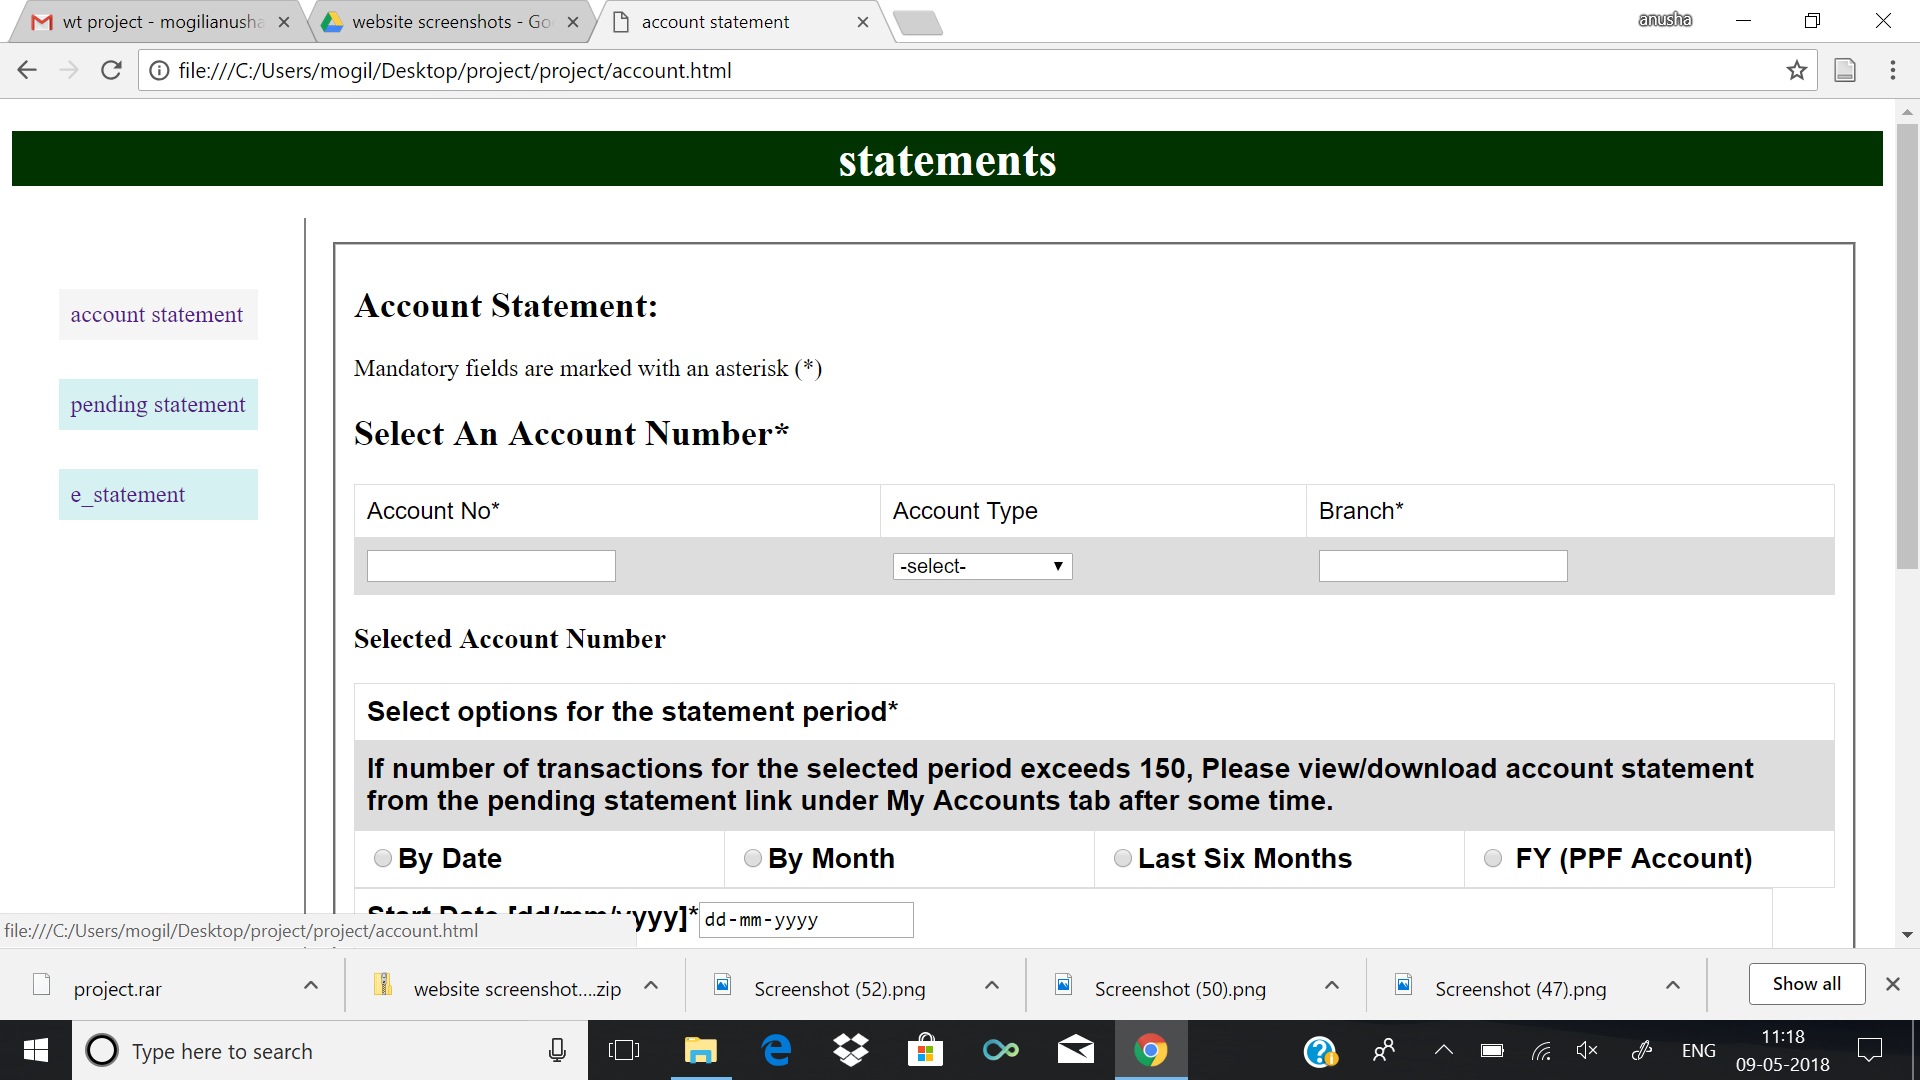 wt project - mogilianusha
website screenshots - Go
account statement
anusha
file:///C:/Users/mogil/Desktop/project/project/account.html
statements
account statement
pending statement
e_statement
Account Statement:
Mandatory fields are marked with an asterisk (*)
Select An Account Number*
Account No* Account Type Branch*
-select-
Selected Account Number
Select options for the statement period*
If number of transactions for the selected period exceeds 150, Please view/download account statement
from the pending statement link under My Accounts tab after some time.
By Date By Month Last Six Months FY (PPF Account)
Start Date [dd/mm/yyyy]* dd-mm-yyyy
file:///C:/Users/mogil/Desktop/project/project/account.html
project.rar
website screenshot....zip
Screenshot (52).png
Screenshot (50).png
Screenshot (47).png
Show all
Type here to search
ENG
11:18
09-05-2018